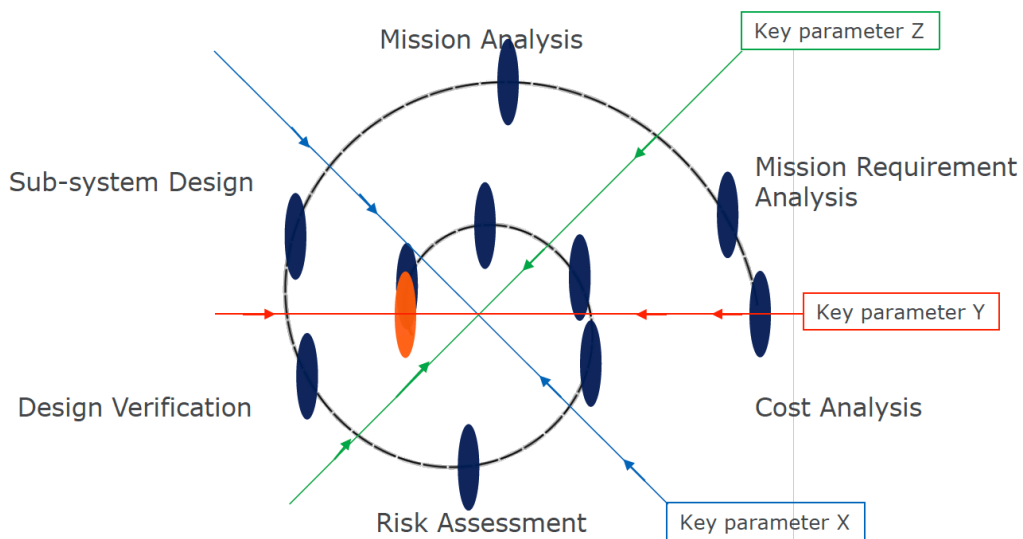 Mission Analysis
Key parameter Z
Sub-system Design
Mission Requirement
Analysis
Key parameter Y
Design Verification
Cost Analysis
Risk Assessment
Key parameter X